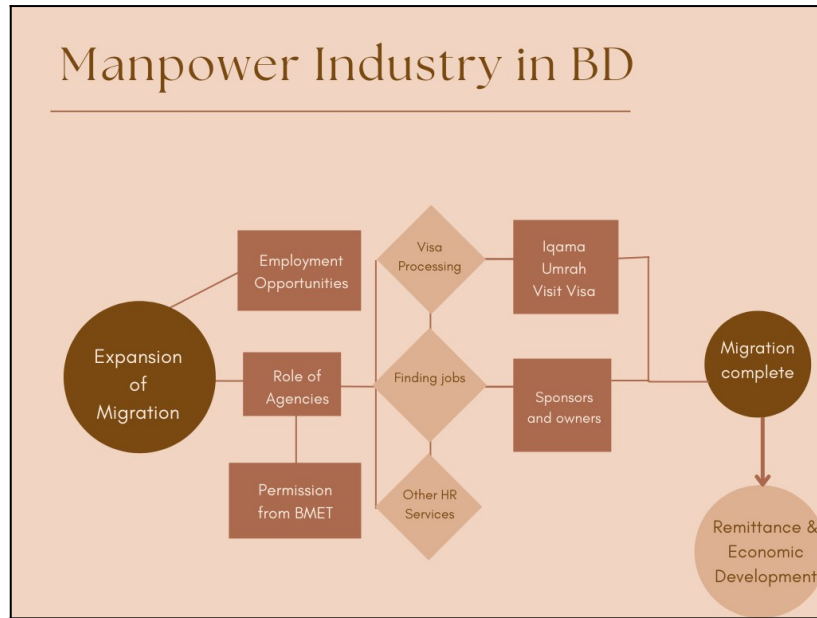 Manpower Industry in BD
Expansion
of
Migration
Employment
Opportunities
Role of
Agencies
Permission
from BMET
Visa
Processing
Finding jobs
Other HR
Services
Iqama
Umrah
Visit Visa
Sponsors
and owners
Migration
complete
Remittance &
Economic
Development